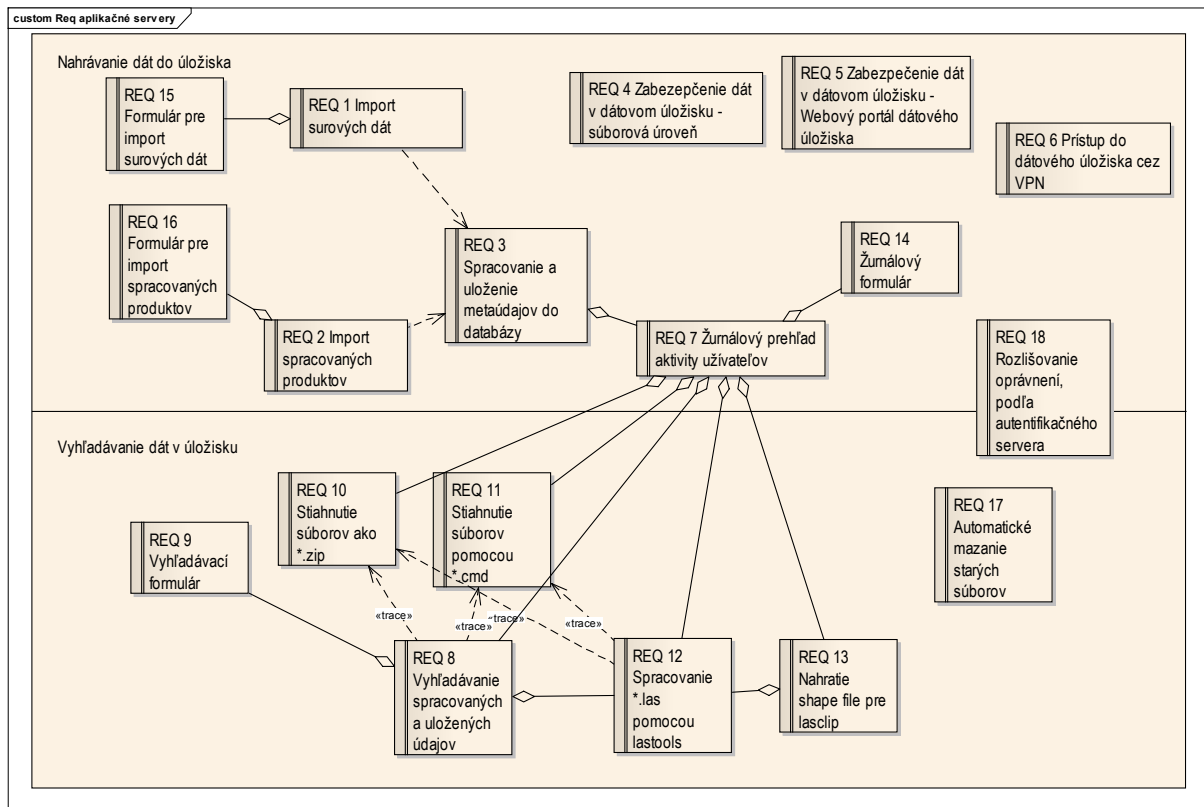 custom Req aplikačné servery
Nahrávanie dát do úložiska
REQ 15
Formulár pre
import
surových dát
REQ 1 Import
surových dát
REQ 4 Zabezepčenie dát
v dátovom úložisku -
súborová úroveň
REQ 5 Zabezpečenie dát
v dátovom úložisku -
Webový portál dátového
úložiska
REQ 6 Prístup do
dátového úložiska cez
VPN
REQ 16
Formulár pre
import
spracovaných
produktov
REQ 3
Spracovanie a
uloženie
metaúdajov do
databázy
REQ 14
Žurnálový
formulár
REQ 2 Import
spracovaných
produktov
REQ 7 Žurnálový prehľad
aktivity užívateľov
REQ 18
Rozlišovanie
oprávnení,
podľa
autentifikačného
servera
Vyhľadávanie dát v úložisku
REQ 10
Stiahnutie
súborov ako
*.zip
REQ 11
Stiahnutie
súborov
pomocou
*.cmd
REQ 17
Automatické
mazanie
starých
súborov
REQ 9
Vyhľadávací
formulár
«trace»
«trace»
«trace»
«trace»
REQ 8
Vyhľadávanie
spracovaných
a uložených
údajov
REQ 12
Spracovanie
*.las
pomocou
lastools
REQ 13
Nahratie
shape file pre
lasclip